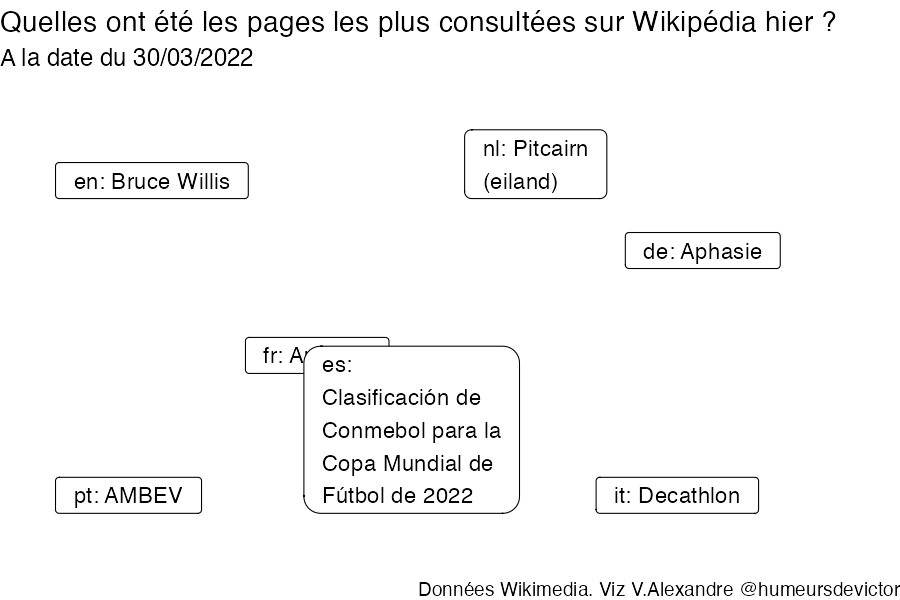 Quelles ont été les pages les plus consultées sur Wikipédia hier ?
A la date du 30/03/2022
nl: Pitcairn
(eiland)
en: Bruce Willis
de: Aphasie
fr:
es:
Clasificación de
Conmebol para la
Copa Mundial de
Fútbol de 2022
pt: AMBEV
it: Decathlon
Données Wikimedia. Viz V.Alexandre @humeursdevictor